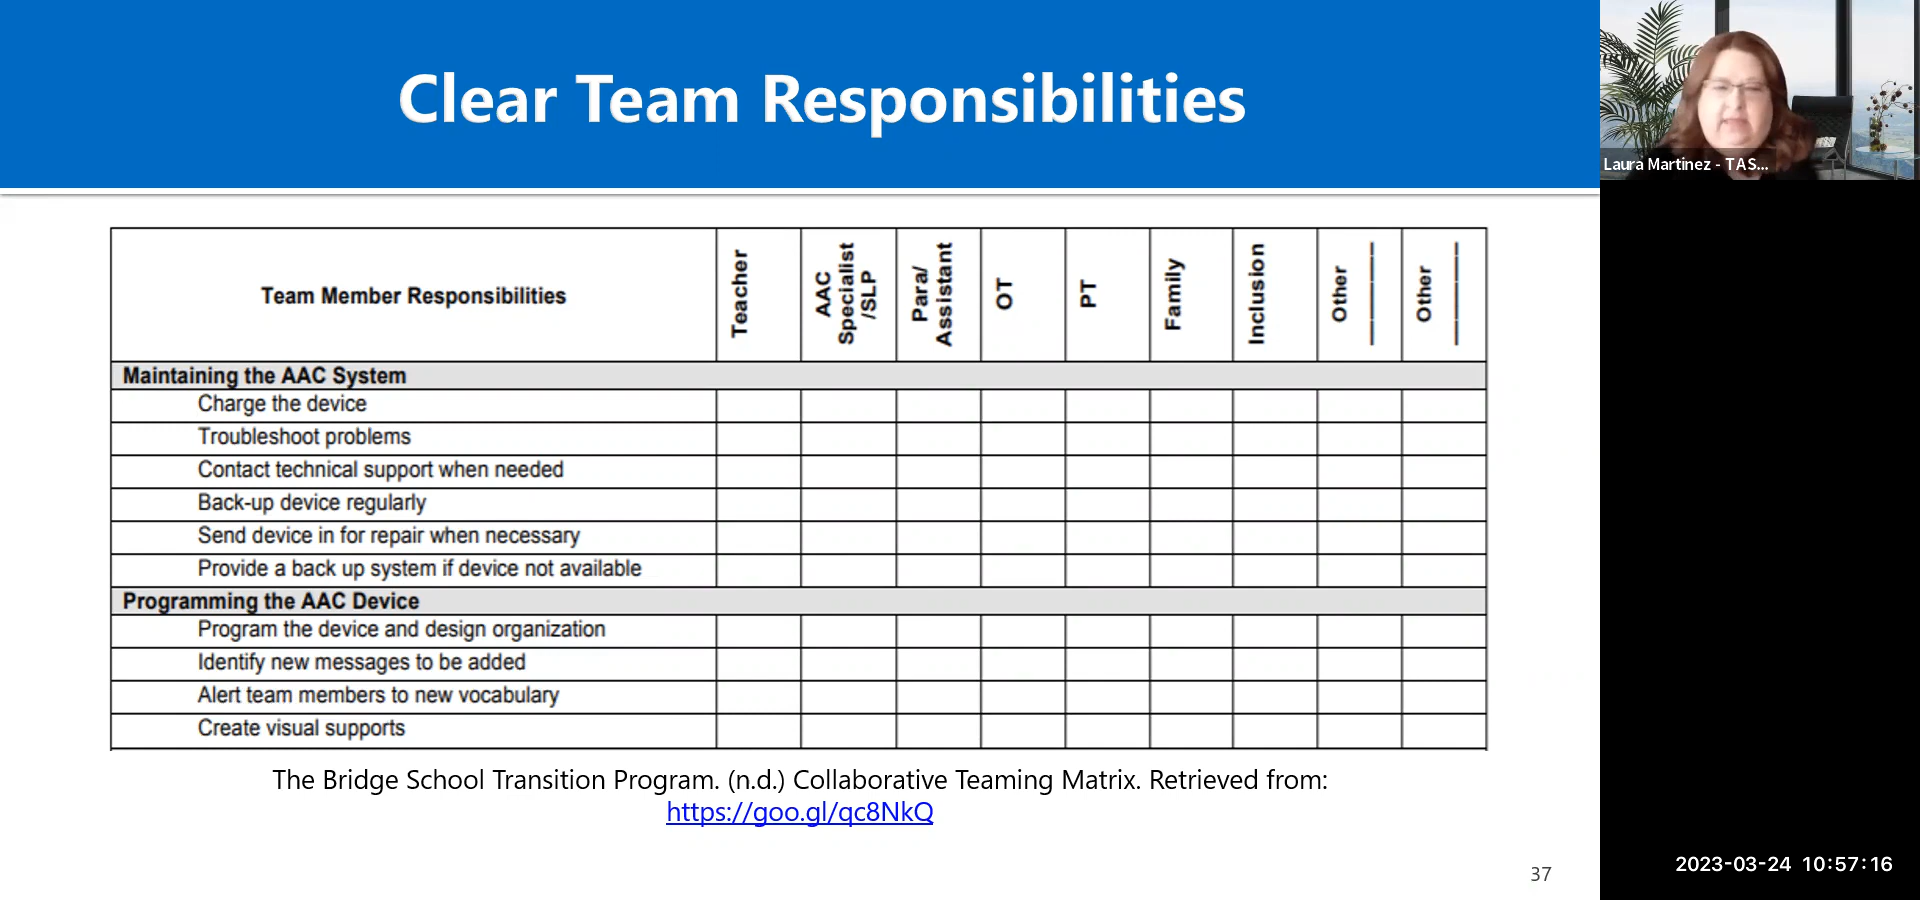 Clear Team Responsibilities
Laura Martinez - TAS...
Team Member Responsibilities
Teacher
AAC
Specialist
/SLP
Para/
Assistant
OT
PT
Family
Inclusion
Other
Other
Maintaining the AAC System
Charge the device
Troubleshoot problems
Contact technical support when needed
Back-up device regularly
Send device in for repair when necessary
Provide a back up system if device not available
Programming the AAC Device
Program the device and design organization
Identify new messages to be added
Alert team members to new vocabulary
Create visual supports
The Bridge School Transition Program. (n.d.) Collaborative Teaming Matrix. Retrieved from:
https://goo.gl/qc8NkQ
37
2023-03-24 10:57:16